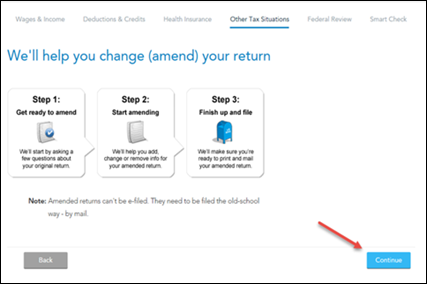 Wages & Income Deductions & Credits Health Insurance Other Tax Situations Federal Review Smart Check
We'll help you change (amend) your return
Step 1:
Get ready to amend
We'll start by asking a
few questions about
your original return.
Step 2:
Start amending
We'll help you add,
change or remove info for
your amended return.
Step 3:
Finish up and file
We'll make sure you're
ready to print and mail
your amended return.
Note: Amended returns can't be e-filed. They need to be filed the old-school
way - by mail.
Back Continue